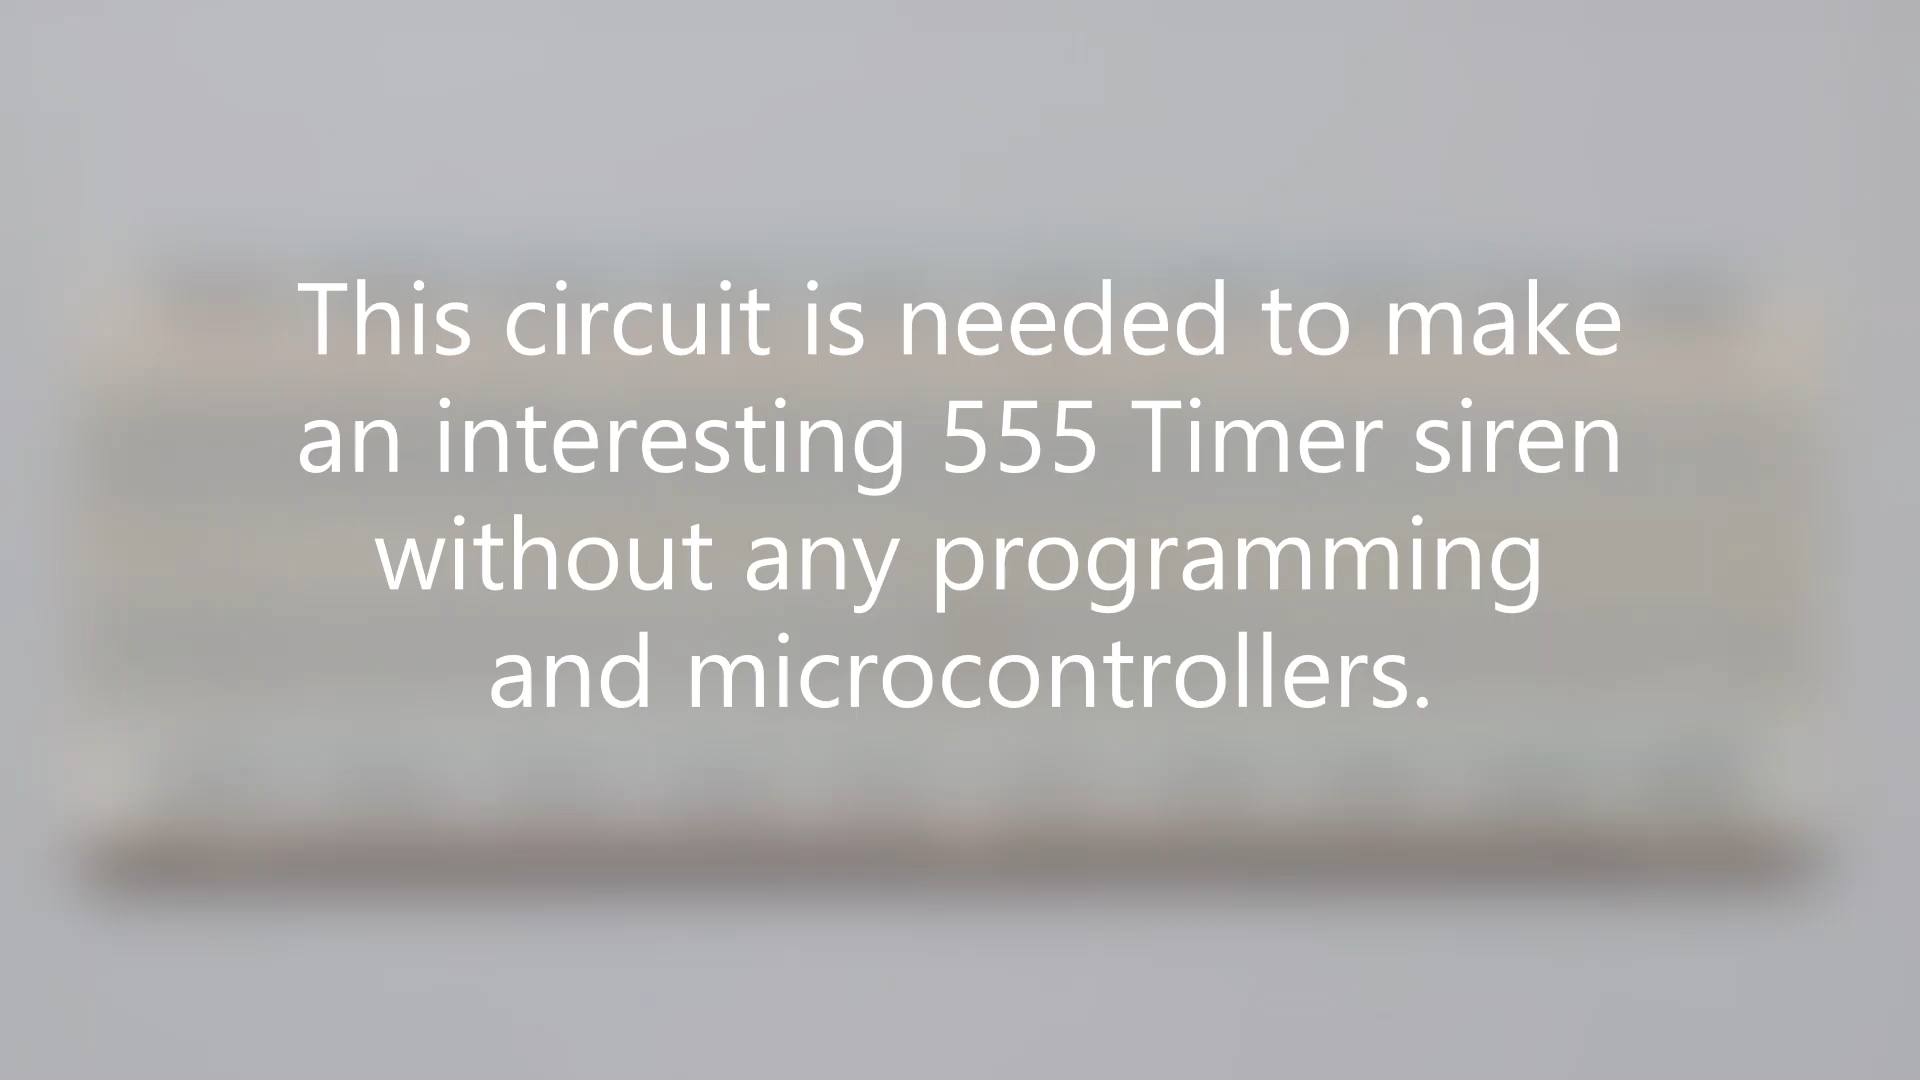 This circuit is needed to make
an interesting 555 Timer siren
without any programming
and microcontrollers.